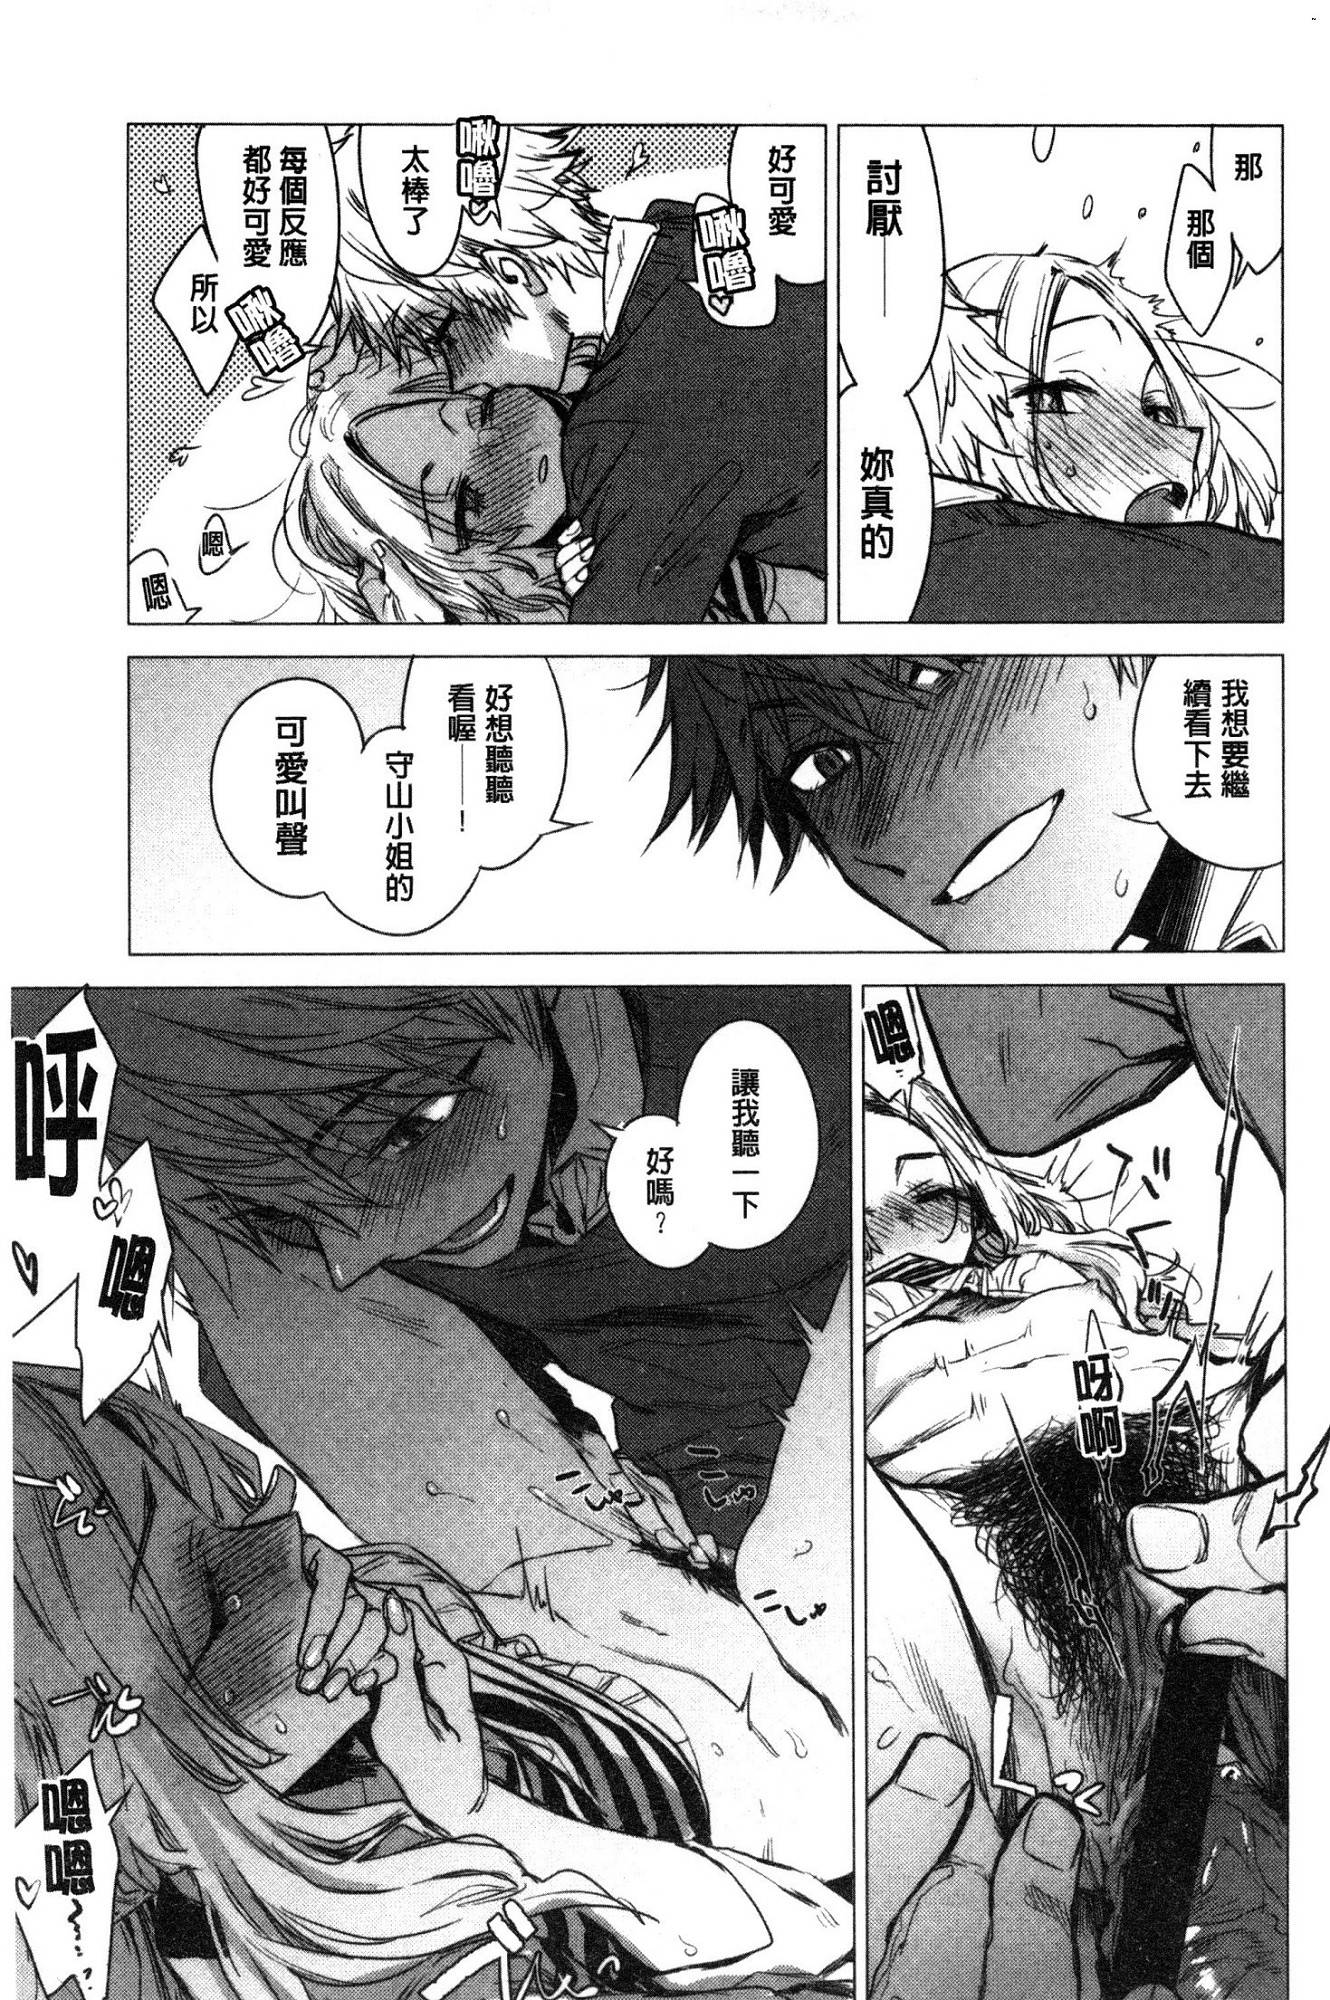 那
那個
討厭——
妳真的
好可愛
啾嚕
啾嚕
太棒了
每個反應
都好可愛
啾嚕
所以
嗯
嗯
我想要繼
續看下去
好想聽聽
看喔——！
守山小姐的
可愛叫聲
嗯
呀啊
讓我聽一下
好嗎？
呼
嗯
嗯嗯~